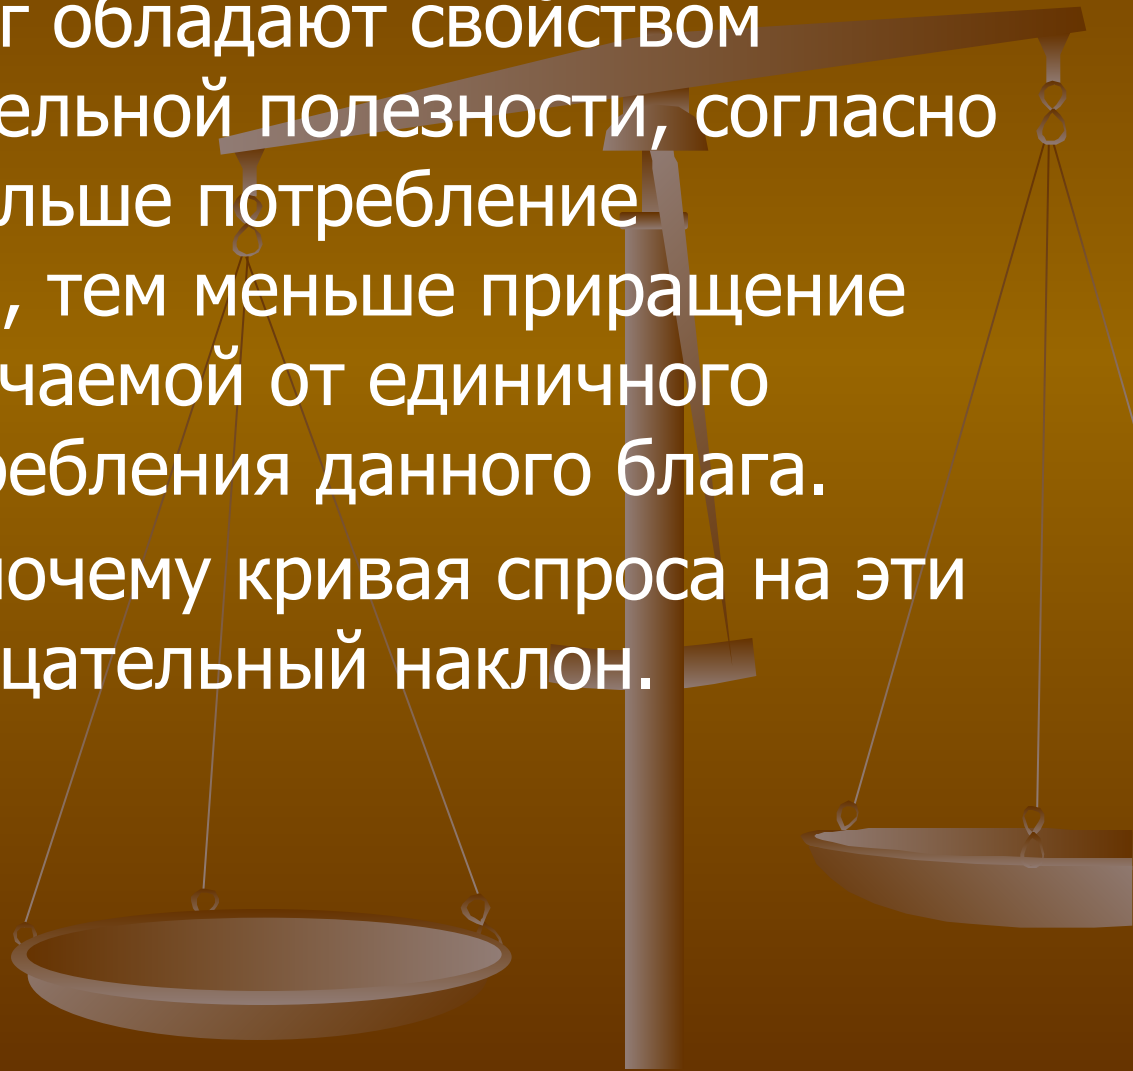 г обладают свойством
ельной полезности, согласно
льше потребление
, тем меньше приращение
чаемой от единичного
ребления данного блага.
почему кривая спроса на эти
цательный наклон.